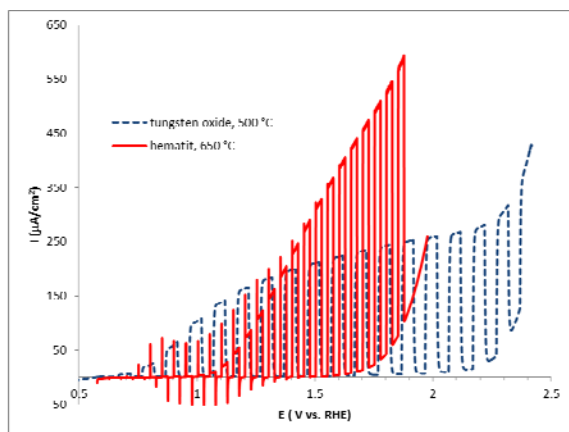 650
550
450
350
250
150
50
50
I (µA/cm²)
tungsten oxide, 500 °C
hematit, 650 °C
0.5 1 1.5 2 2.5
E ( V vs. RHE)